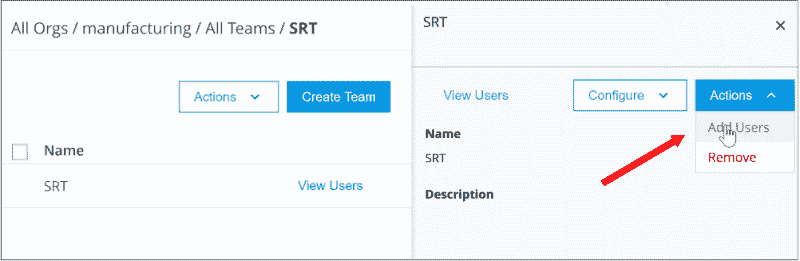 All Orgs / manufacturing / All Teams / SRT
Actions
Create Team
Name
SRT
View Users
SRT
View Users
Configure
Actions
Add Users
Remove
Name
SRT
Description